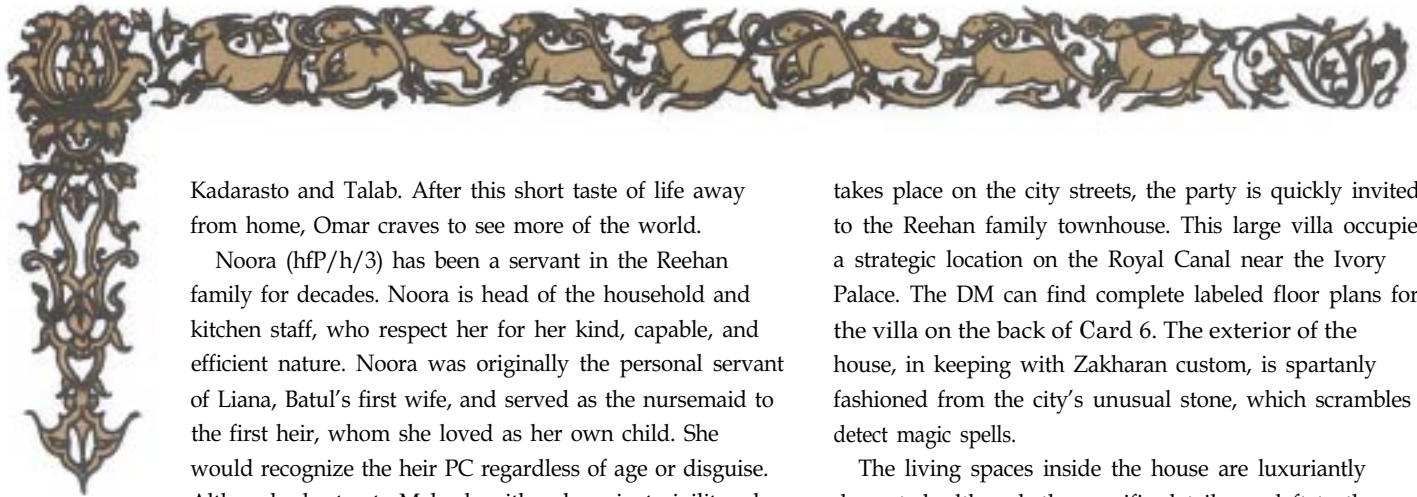 Kadarasto and Talab. After this short taste of life away
from home, Omar craves to see more of the world.
Noora (hfP/h/3) has been a servant in the Reehan
family for decades. Noora is head of the household and
kitchen staff, who respect her for her kind, capable, and
efficient nature. Noora was originally the personal servant
of Liana, Batul's first wife, and served as the nursemaid to
the first heir, whom she loved as her own child. She
would recognize the heir PC regardless of age or disguise.
takes place on the city streets, the party is quickly invited
to the Reehan family townhouse. This large villa occupie
a strategic location on the Royal Canal near the Ivory
Palace. The DM can find complete labeled floor plans for
the villa on the back of Card 6. The exterior of the
house, in keeping with Zakharan custom, is spartanly
fashioned from the city's unusual stone, which scrambles
detect magic spells.
The living spaces inside the house are luxuriantly